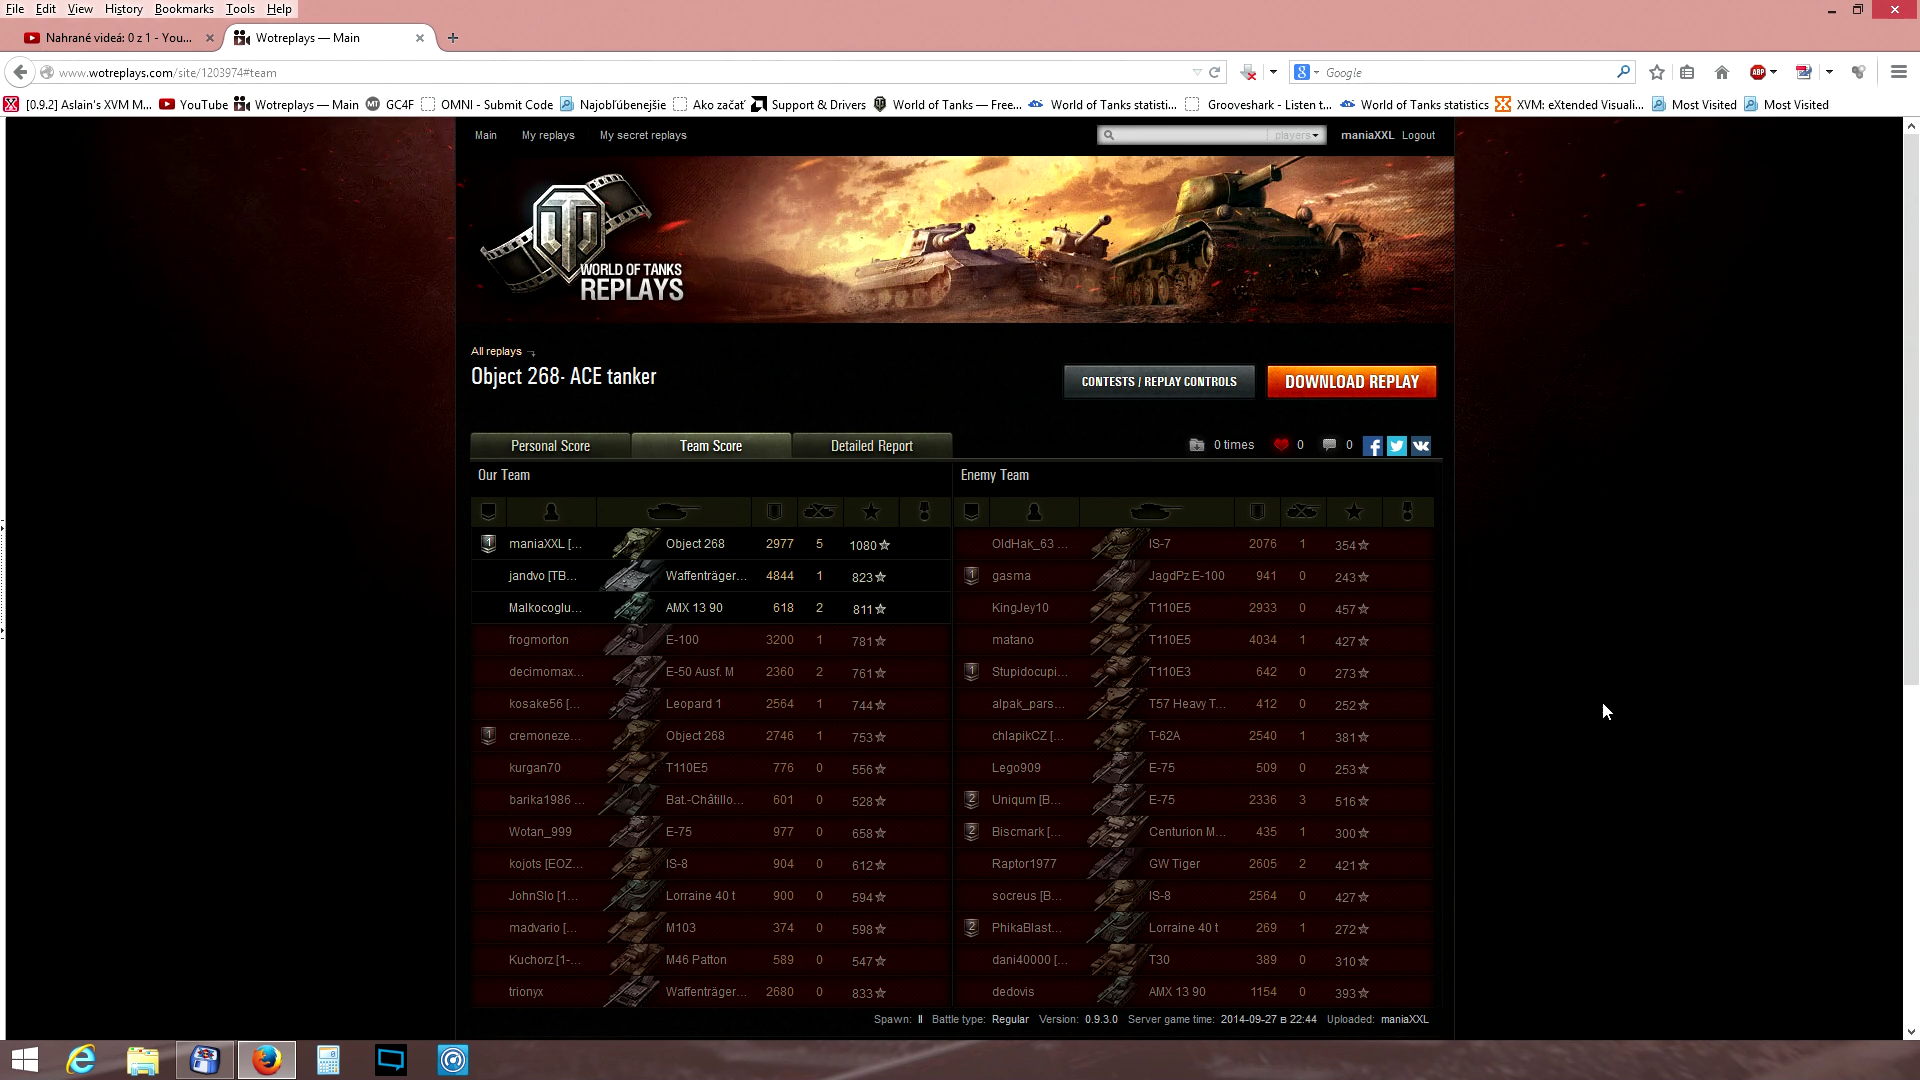 File Edit View History Bookmarks Tools Help
Nahrané videá: 0 z 1 - You... Wotreplays — Main
www.wotreplays.com/site/1203974#team Google
[0.9.2] Aslain's XVM M... YouTube Wotreplays — Main GC4F OMNI - Submit Code Najobľúbenejšie Ako začať Support & Drivers World of Tanks — Free... World of Tanks statisti... Grooveshark - Listen t... World of Tanks statistics XVM: eXtended Visuali... Most Visited Most Visited
Main My replays My secret replays players maniaXXL Logout
WORLD OF TANKS
REPLAYS
All replays
Object 268- ACE tanker
CONTESTS / REPLAY CONTROLS DOWNLOAD REPLAY
Personal Score Team Score Detailed Report 0 times 0 0
Our Team Enemy Team
1 maniaXXL [... Object 268 2977 5 1080 OldHak_63 ... IS-7 2076 1 354
jandvo [TB... Waffenträger... 4844 1 823 1 gasma JagdPz E-100 941 0 243
Malkocoglu... AMX 13 90 618 2 811 KingJey10 T110E5 2933 0 457
frogmorton E-100 3200 1 781 matano T110E5 4034 1 427
decimomax... E-50 Ausf. M 2360 2 761 1 Stupidocupi... T110E3 642 0 273
kosake56 [... Leopard 1 2564 1 744 alpak_pars... T57 Heavy T... 412 0 252
1 cremoneze... Object 268 2746 1 753 chlapikCZ [... T-62A 2540 1 381
kurgan70 T110E5 776 0 556 Lego909 E-75 509 0 253
barika1986 ... Bat.-Châtillo... 601 0 528 2 Uniqum [B... E-75 2336 3 516
Wotan_999 E-75 977 0 658 2 Biscmark [... Centurion M... 435 1 300
kojots [EOZ... IS-8 904 0 612 Raptor1977 GW Tiger 2605 2 421
JohnSlo [1... Lorraine 40 t 900 0 594 socreus [B... IS-8 2564 0 427
madvario [... M103 374 0 598 2 PhikaBlast... Lorraine 40 t 269 1 272
Kuchorz [1-... M46 Patton 589 0 547 dani40000 [... T30 389 0 310
trionyx Waffenträger... 2680 0 833 dedovis AMX 13 90 1154 0 393
Spawn: II Battle type: Regular Version: 0.9.3.0 Server game time: 2014-09-27 в 22:44 Uploaded: maniaXXL